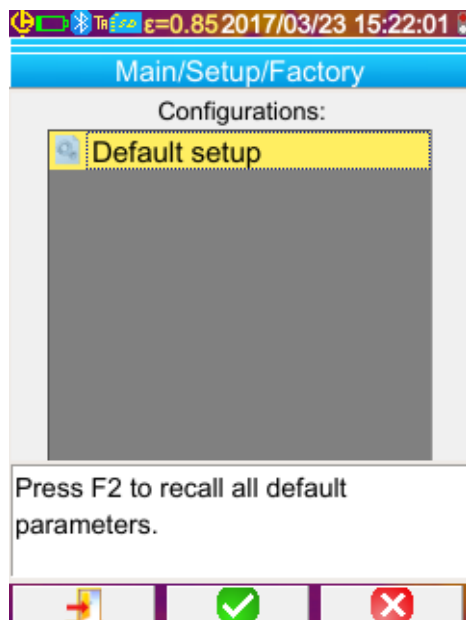 TR ε=0.85 2017/03/23 15:22:01
Main/Setup/Factory
Configurations:
Default setup
Press F2 to recall all default
parameters.